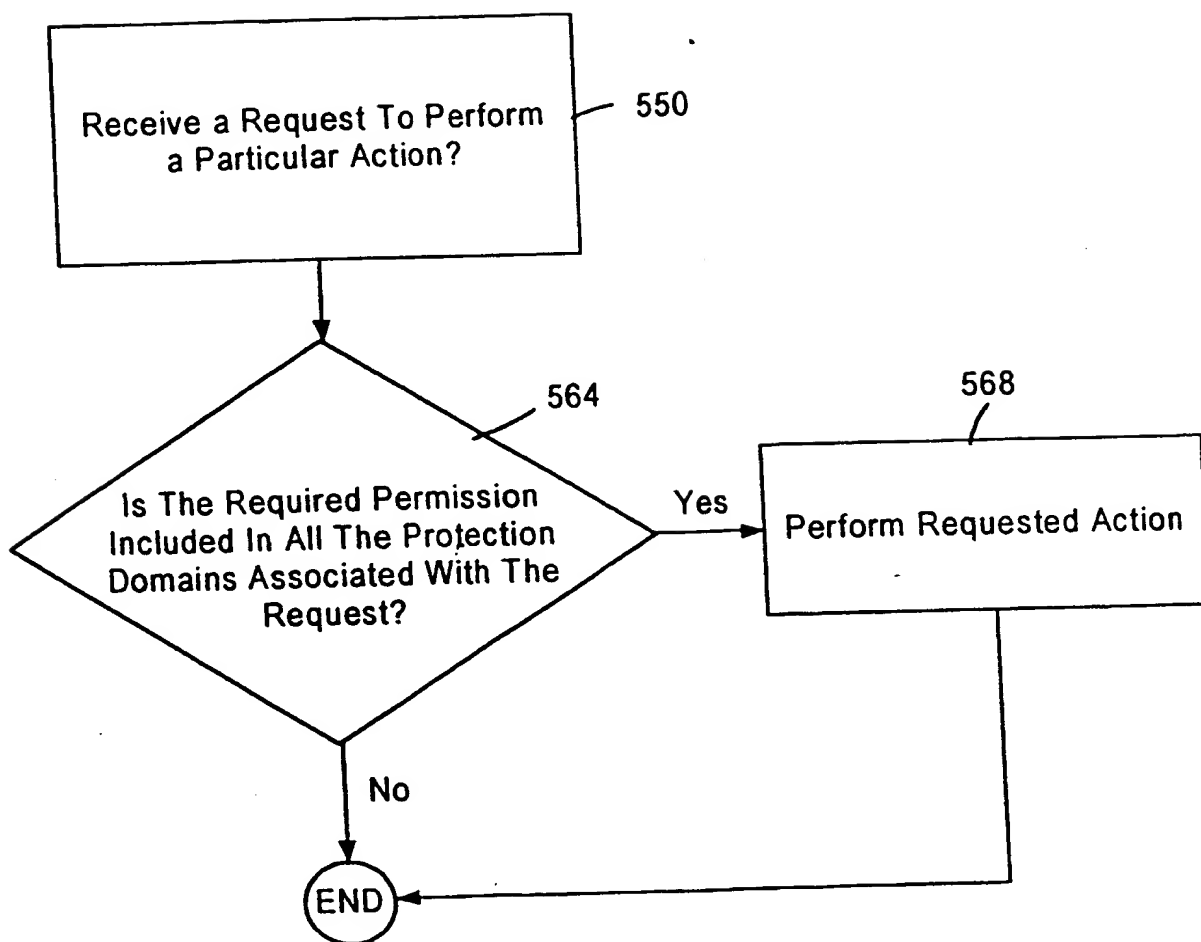 Receive a Request To Perform
a Particular Action?
550
564
Is The Required Permission
Included In All The Protection
Domains Associated With The
Request?
Yes
568
Perform Requested Action
No
END